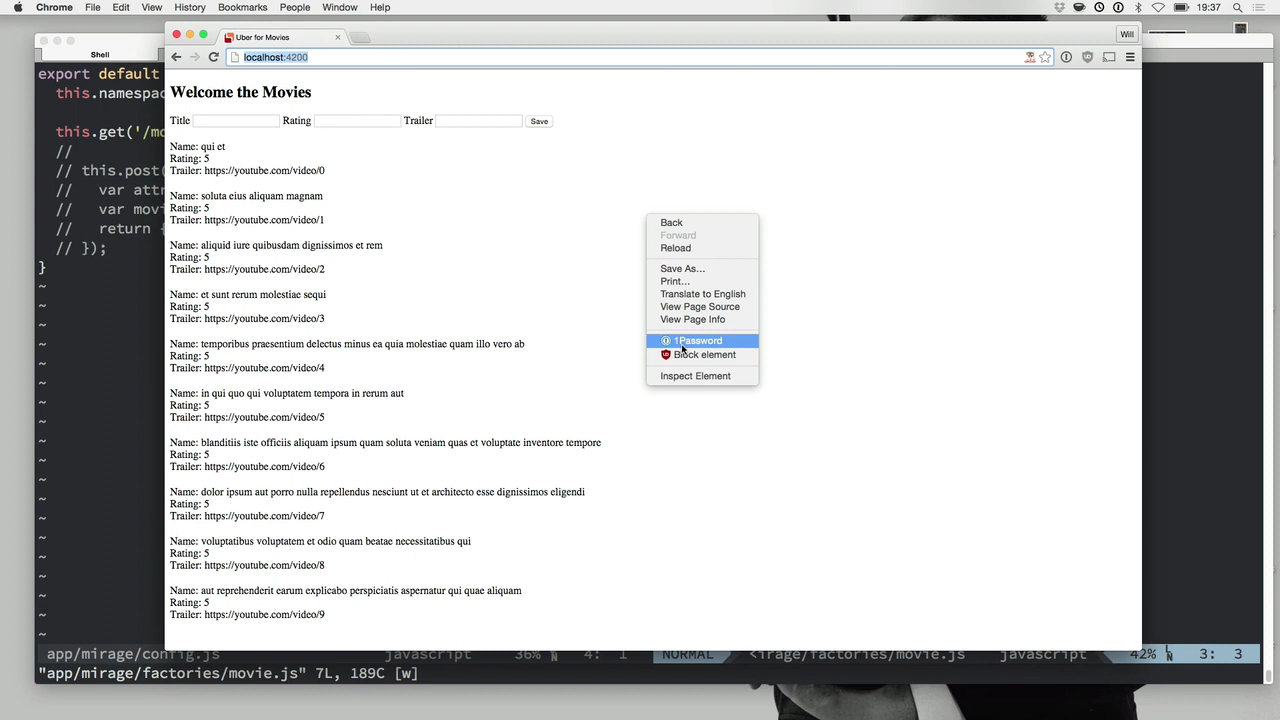 Chrome File Edit View History Bookmarks People Window Help 19:37
Uber for Movies
Will
Shell
localhost:4200
export default
this.namespac
this.get('/mo
//
// this.post(
//   var attr
//   var movi
//   return {
// });
}
Welcome the Movies
Title Rating Trailer Save
Name: qui et
Rating: 5
Trailer: https://youtube.com/video/0
Name: soluta eius aliquam magnam
Rating: 5
Trailer: https://youtube.com/video/1
Name: aliquid iure quibusdam dignissimos et rem
Rating: 5
Trailer: https://youtube.com/video/2
Name: et sunt rerum molestiae sequi
Rating: 5
Trailer: https://youtube.com/video/3
Name: temporibus praesentium delectus minus ea quia molestiae quam illo vero ab
Rating: 5
Trailer: https://youtube.com/video/4
Name: in qui quo qui voluptatem tempora in rerum aut
Rating: 5
Trailer: https://youtube.com/video/5
Name: blanditiis iste officiis aliquam ipsum quam soluta veniam quas et voluptate inventore tempore
Rating: 5
Trailer: https://youtube.com/video/6
Name: dolor ipsum aut porro nulla repellendus nesciunt ut et architecto esse dignissimos eligendi
Rating: 5
Trailer: https://youtube.com/video/7
Name: voluptatibus voluptatem et odio quam beatae necessitatibus qui
Rating: 5
Trailer: https://youtube.com/video/8
Name: aut reprehenderit earum explicabo perspiciatis aspernatur qui quae aliquam
Rating: 5
Trailer: https://youtube.com/video/9
Back
Forward
Reload
Save As...
Print...
Translate to English
View Page Source
View Page Info
1Password
Block element
Inspect Element
app/mirage/config.js javascript 36% 4: 1 NORMAL <irage/factories/movie.js javascript 42% 3: 3
"app/mirage/factories/movie.js" 7L, 189C [w]